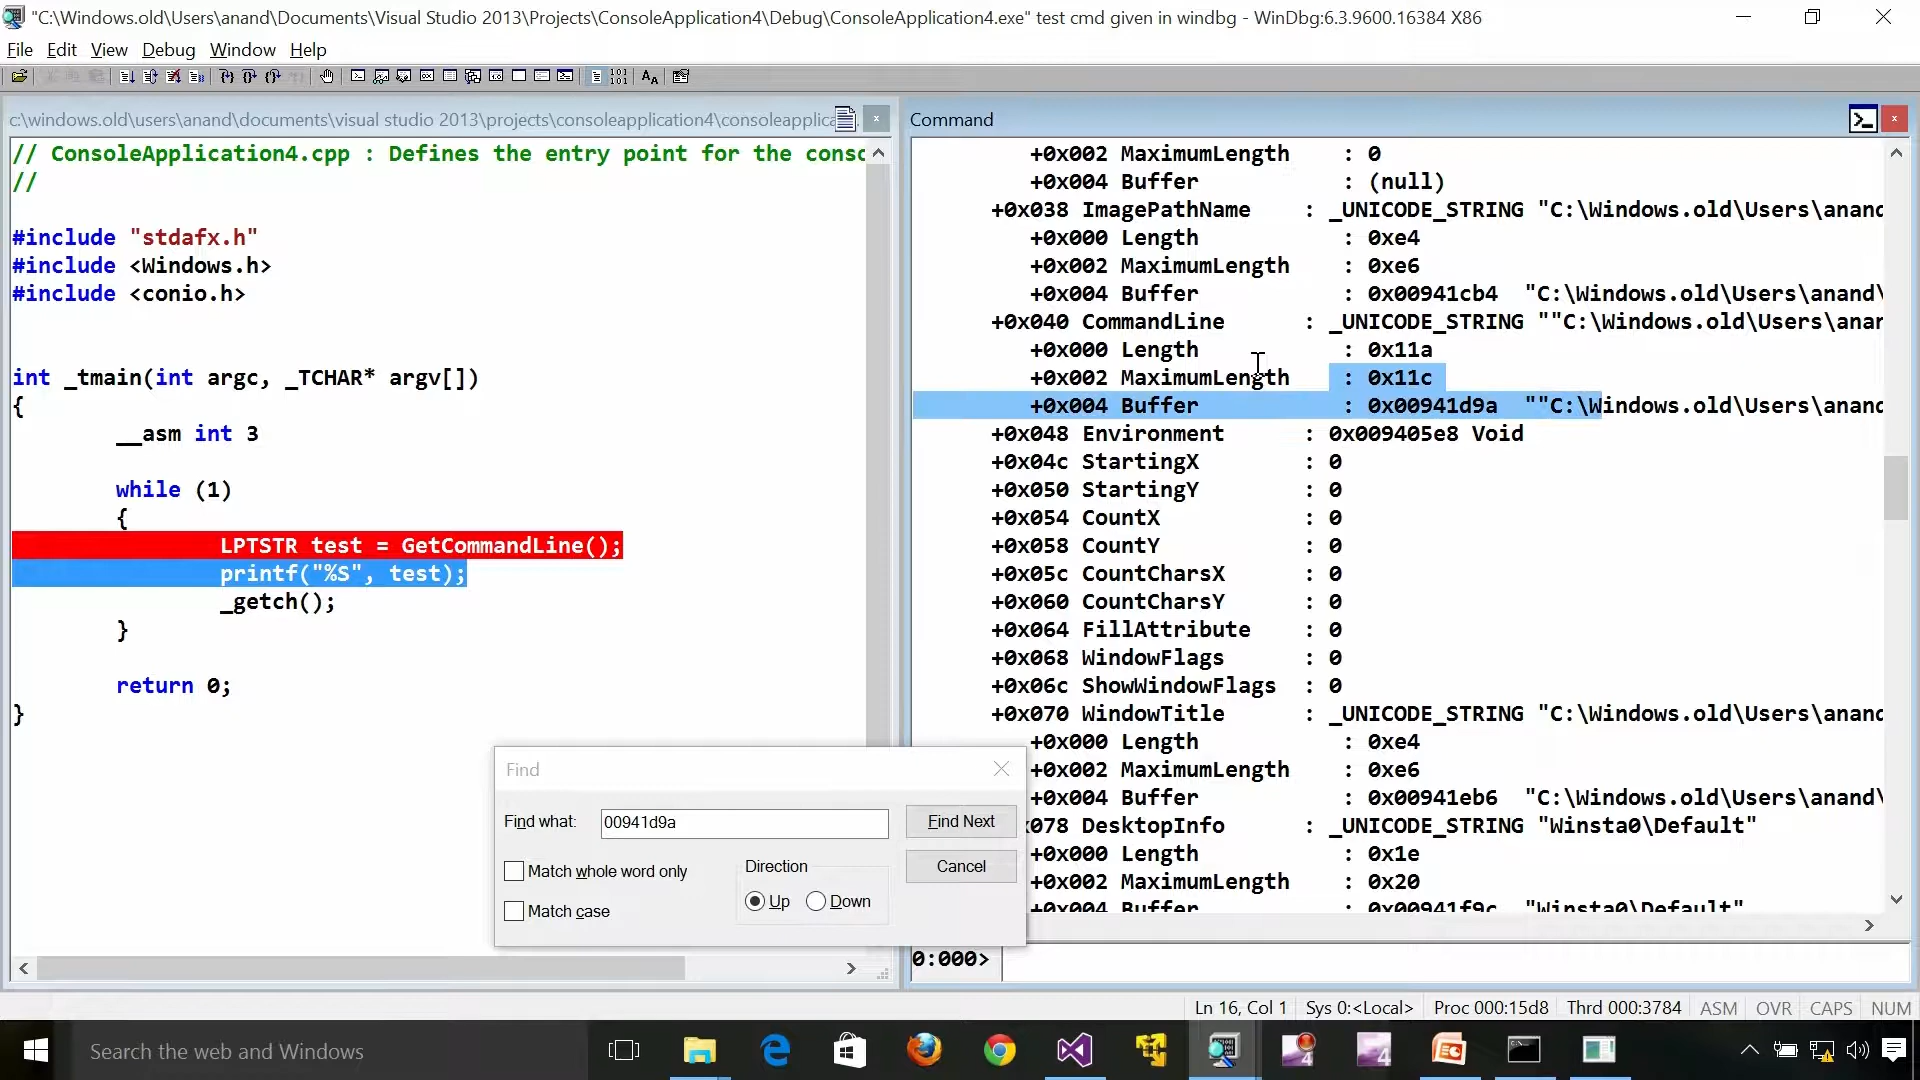 "C:\Windows.old\Users\anand\Documents\Visual Studio 2013\Projects\ConsoleApplication4\Debug\ConsoleApplication4.exe" test cmd given in windbg - WinDbg:6.3.9600.16384 X86
File Edit View Debug Window Help
c:\windows.old\users\anand\documents\visual studio 2013\projects\consoleapplication4\consoleapplica
// ConsoleApplication4.cpp : Defines the entry point for the conso
//
#include "stdafx.h"
#include <Windows.h>
#include <conio.h>
int _tmain(int argc, _TCHAR* argv[])
{
__asm int 3
while (1)
{
LPTSTR test = GetCommandLine();
printf("%S", test);
_getch();
}
return 0;
}
Command
+0x002 MaximumLength : 0
+0x004 Buffer : (null)
+0x038 ImagePathName : _UNICODE_STRING "C:\Windows.old\Users\anand
+0x000 Length : 0xe4
+0x002 MaximumLength : 0xe6
+0x004 Buffer : 0x00941cb4 "C:\Windows.old\Users\anand\
+0x040 CommandLine : _UNICODE_STRING ""C:\Windows.old\Users\anan
+0x000 Length : 0x11a
+0x002 MaximumLength : 0x11c
+0x004 Buffer : 0x00941d9a ""C:\Windows.old\Users\anand
+0x048 Environment : 0x009405e8 Void
+0x04c StartingX : 0
+0x050 StartingY : 0
+0x054 CountX : 0
+0x058 CountY : 0
+0x05c CountCharsX : 0
+0x060 CountCharsY : 0
+0x064 FillAttribute : 0
+0x068 WindowFlags : 0
+0x06c ShowWindowFlags : 0
+0x070 WindowTitle : _UNICODE_STRING "C:\Windows.old\Users\anand
+0x000 Length : 0xe4
+0x002 MaximumLength : 0xe6
+0x004 Buffer : 0x00941eb6 "C:\Windows.old\Users\anand\
x078 DesktopInfo : _UNICODE_STRING "Winsta0\Default"
+0x000 Length : 0x1e
+0x002 MaximumLength : 0x20
+0x004 Buffer : 0x00941f9c "Winsta0\Default"
0:000>
Find
Find what: 00941d9a Find Next
Match whole word only Direction Cancel
Match case Up Down
Ln 16, Col 1 Sys 0:<Local> Proc 000:15d8 Thrd 000:3784 ASM OVR CAPS NUM
Search the web and Windows